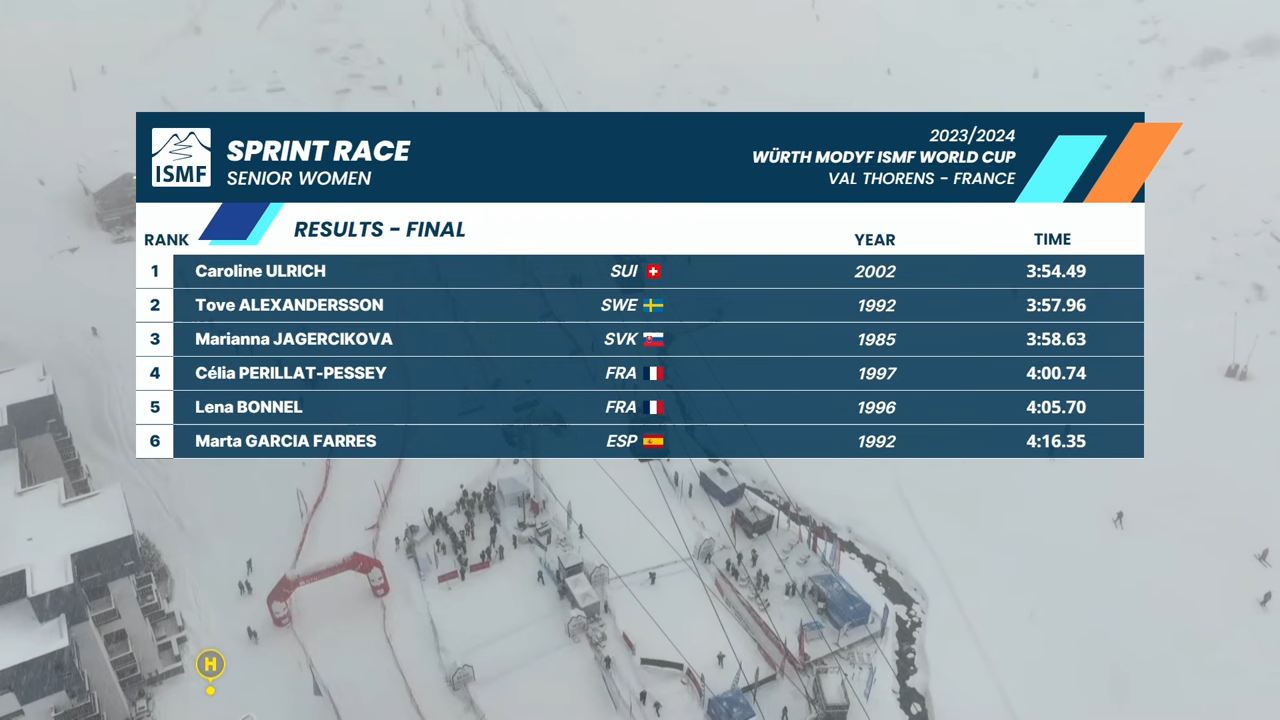 ISMF
SPRINT RACE
SENIOR WOMEN
2023/2024
WÜRTH MODYF ISMF WORLD CUP
VAL THORENS - FRANCE
RANK RESULTS - FINAL YEAR TIME
1 Caroline ULRICH SUI 2002 3:54.49
2 Tove ALEXANDERSSON SWE 1992 3:57.96
3 Marianna JAGERCIKOVA SVK 1985 3:58.63
4 Célia PERILLAT-PESSEY FRA 1997 4:00.74
5 Lena BONNEL FRA 1996 4:05.70
6 Marta GARCIA FARRES ESP 1992 4:16.35
H